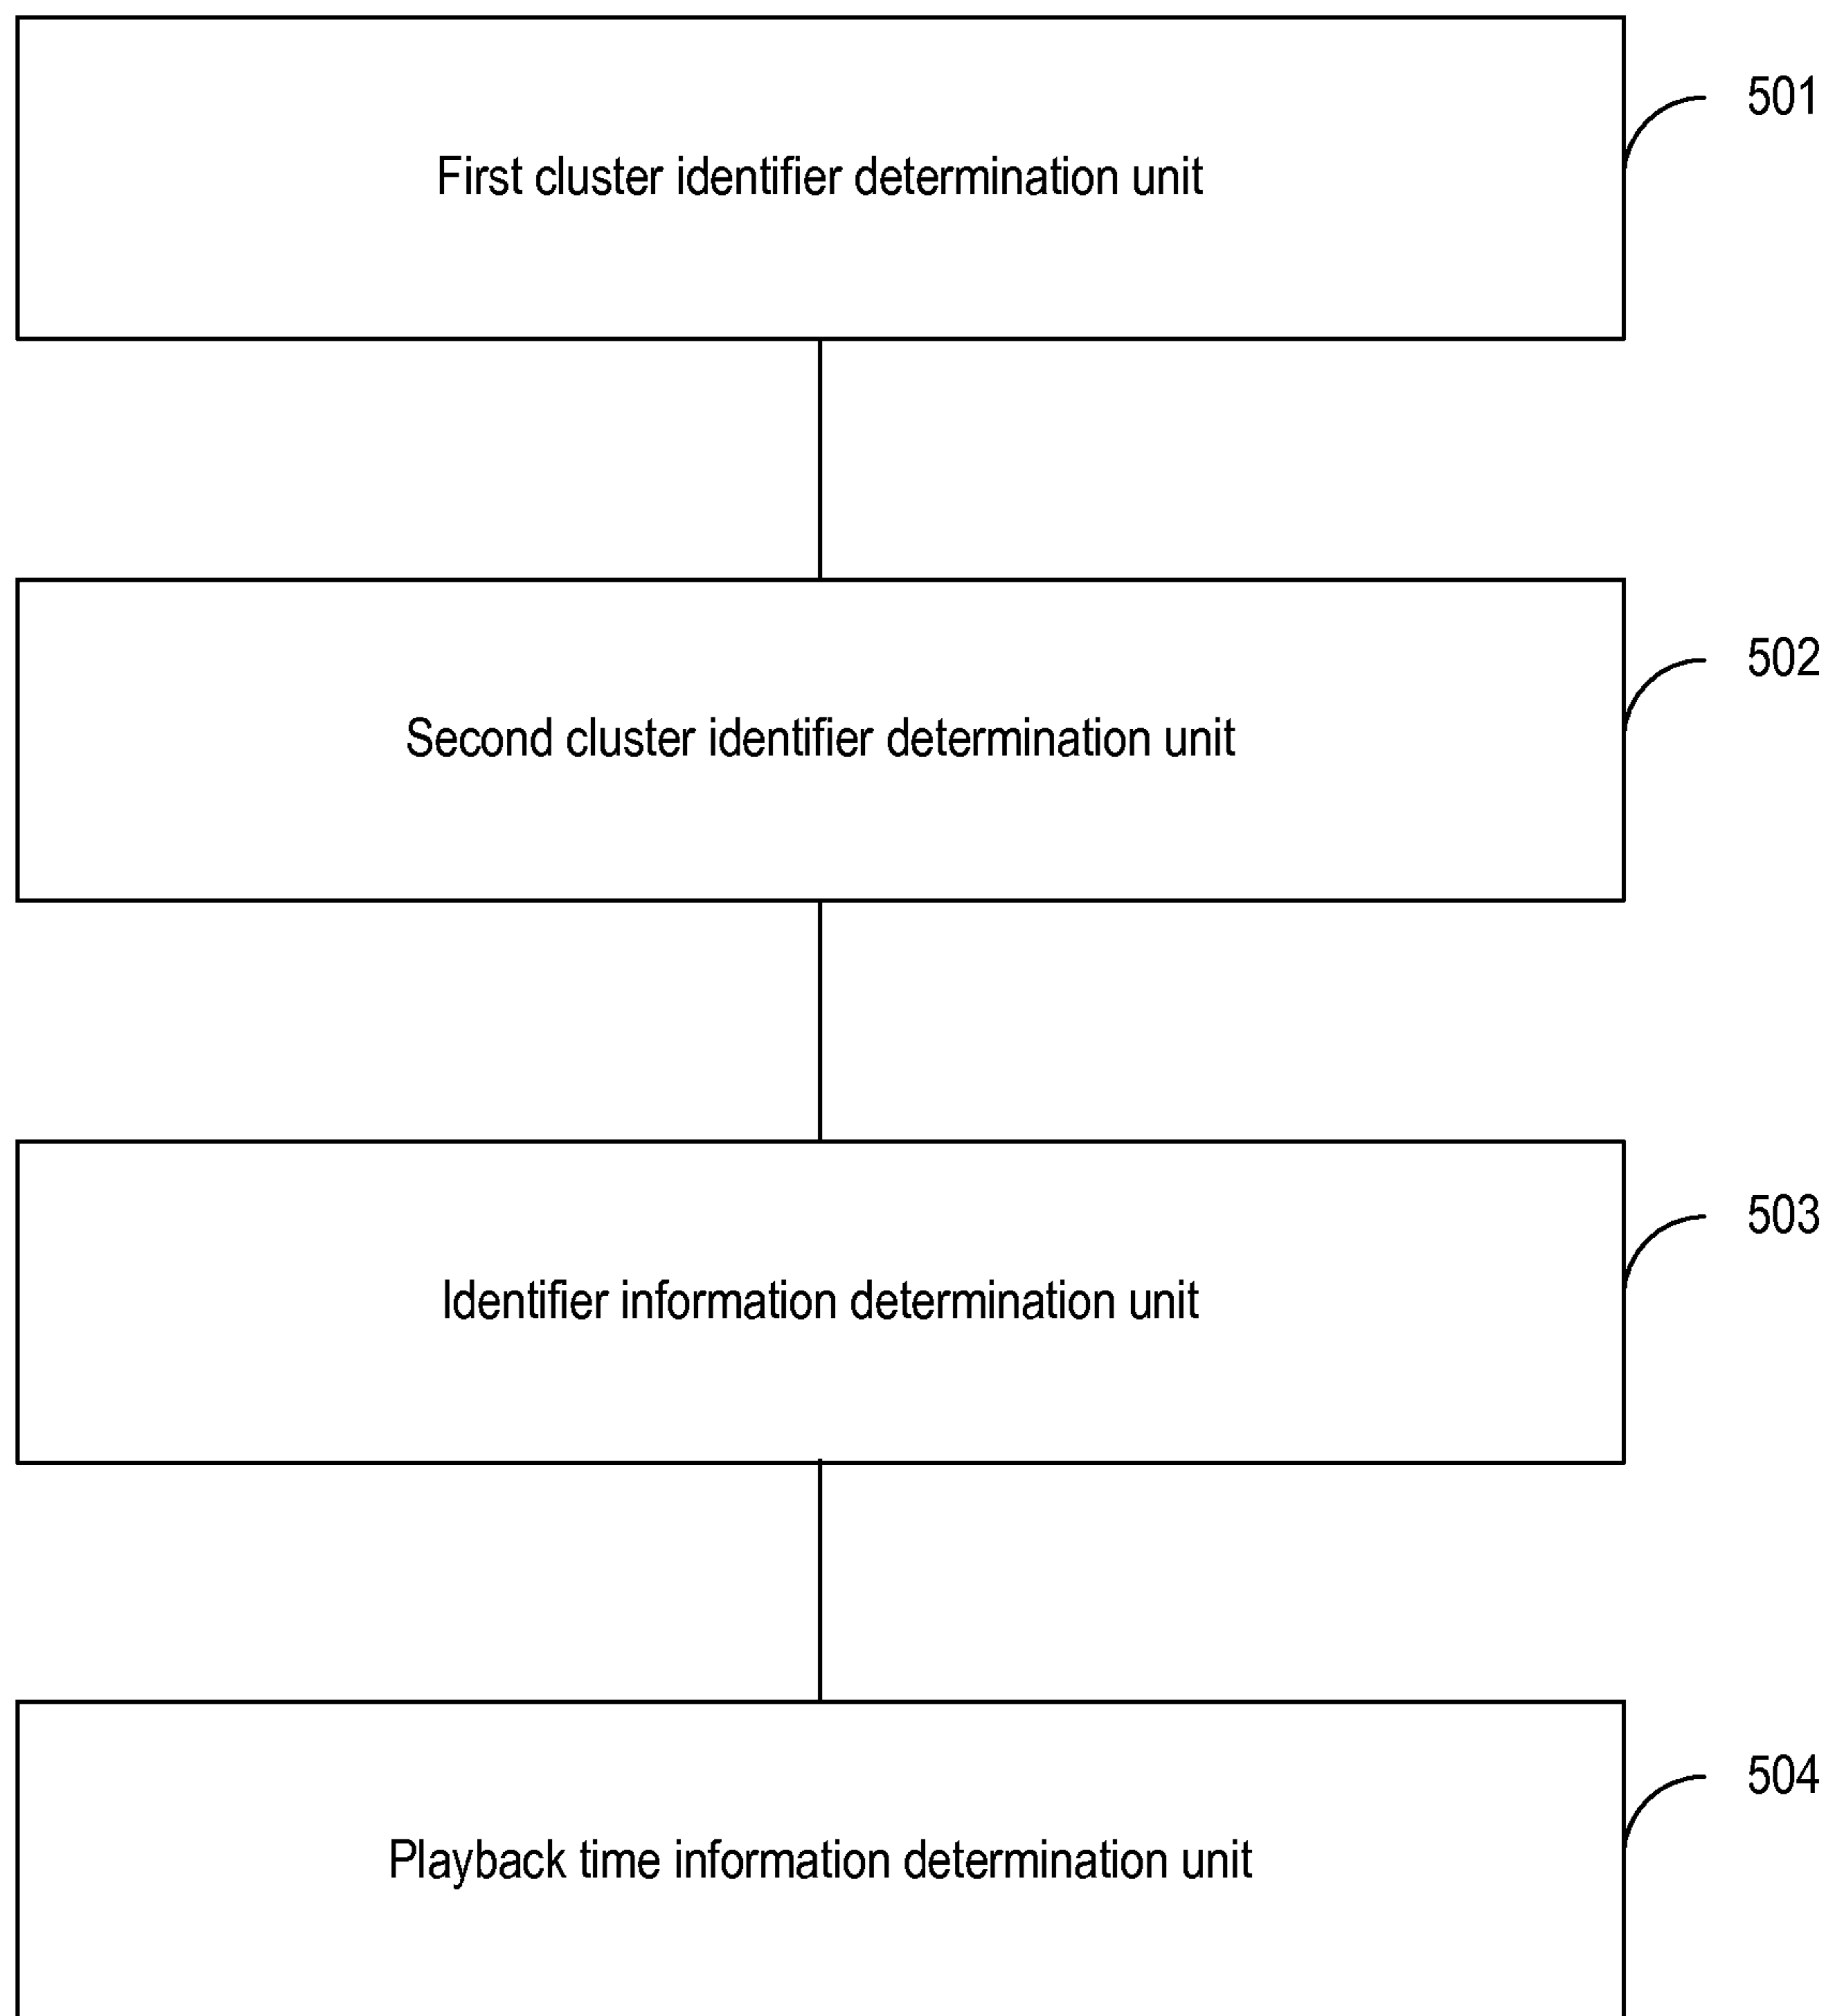 501
First cluster identifier determination unit
502
Second cluster identifier determination unit
503
Identifier information determination unit
504
Playback time information determination unit